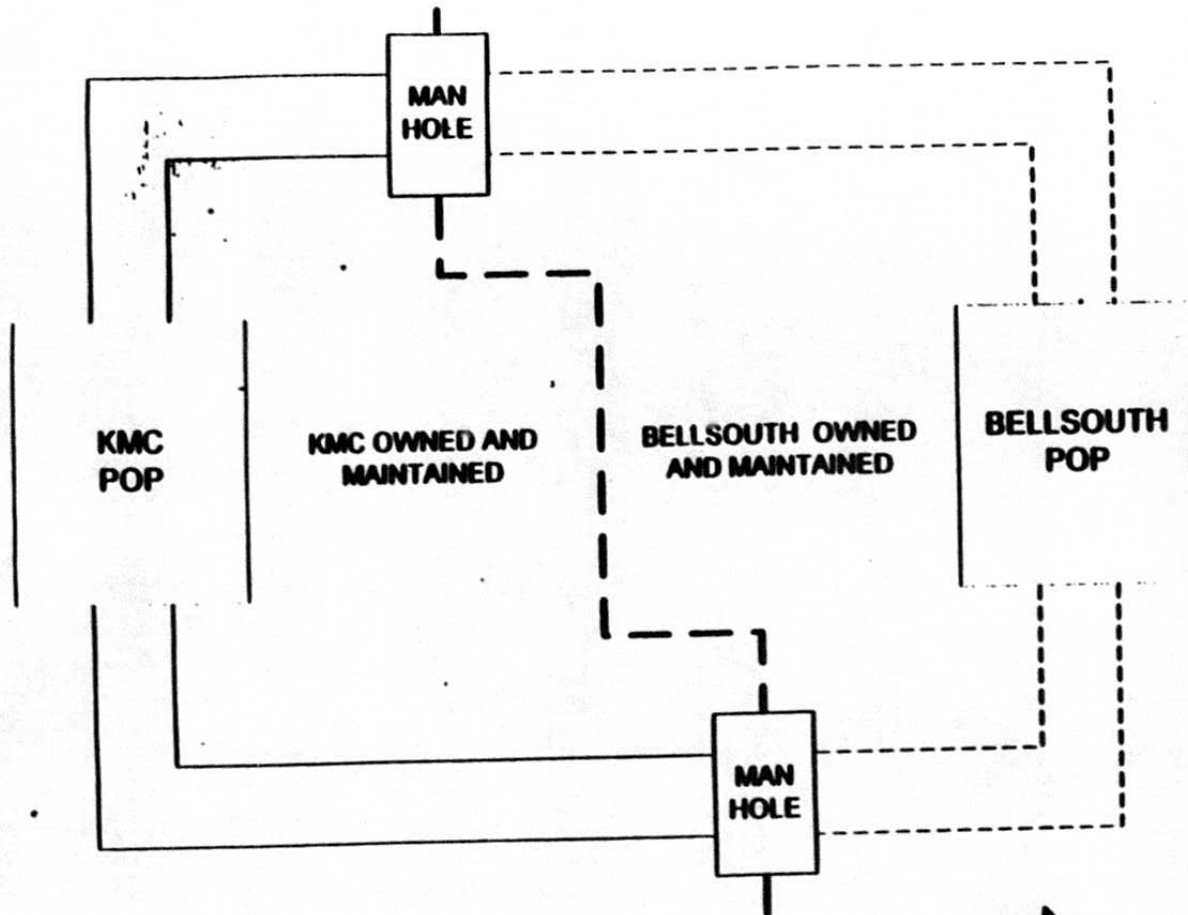 MAN
HOLE
KMC
POP
KMC OWNED AND
MAINTAINED
BELLSOUTH OWNED
AND MAINTAINED
BELLSOUTH
POP
MAN
HOLE